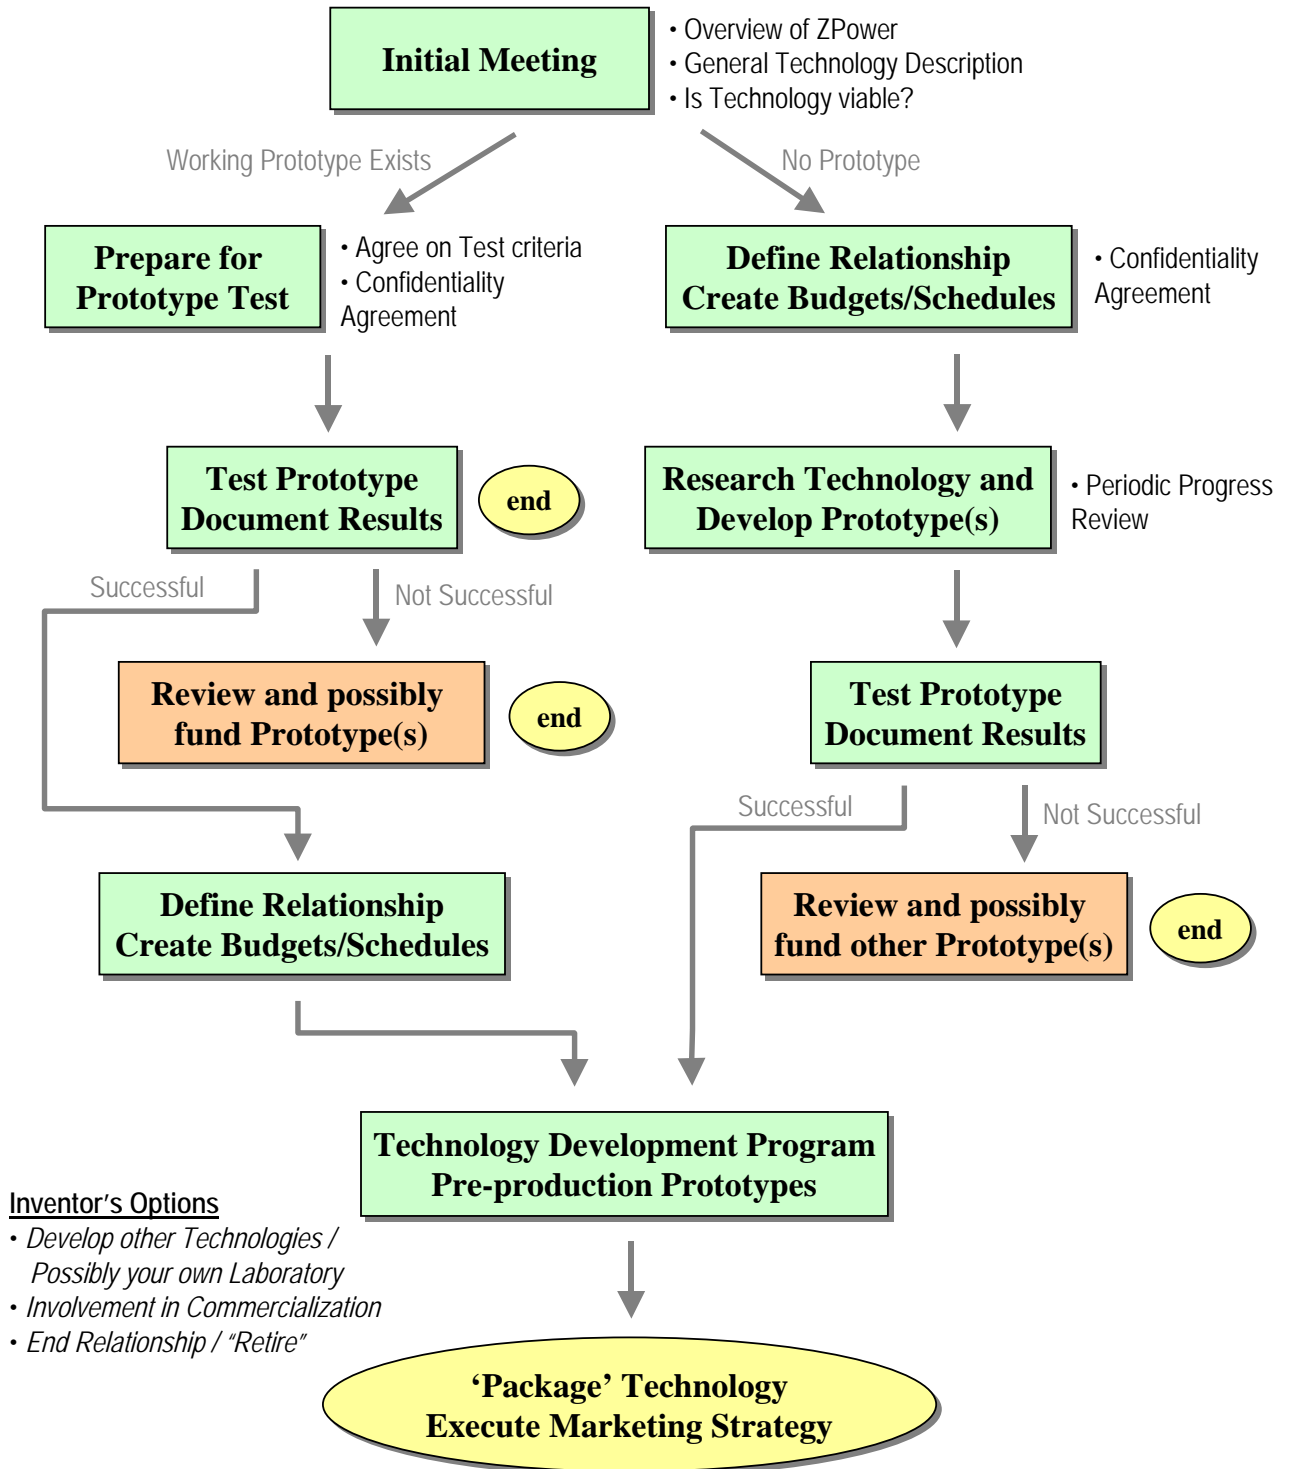 Initial Meeting
• Overview of ZPower
• General Technology Description
• Is Technology viable?
Working Prototype Exists
No Prototype
Prepare for
Prototype Test
• Agree on Test criteria
• Confidentiality
Agreement
Define Relationship
Create Budgets/Schedules
• Confidentiality
Agreement
Test Prototype
Document Results
end
Research Technology and
Develop Prototype(s)
• Periodic Progress
Review
Successful
Not Successful
Review and possibly
fund Prototype(s)
end
Test Prototype
Document Results
Successful
Not Successful
Define Relationship
Create Budgets/Schedules
Review and possibly
fund other Prototype(s)
end
Technology Development Program
Pre-production Prototypes
Inventor's Options
• Develop other Technologies /
Possibly your own Laboratory
• Involvement in Commercialization
• End Relationship / “Retire”
‘Package’ Technology
Execute Marketing Strategy